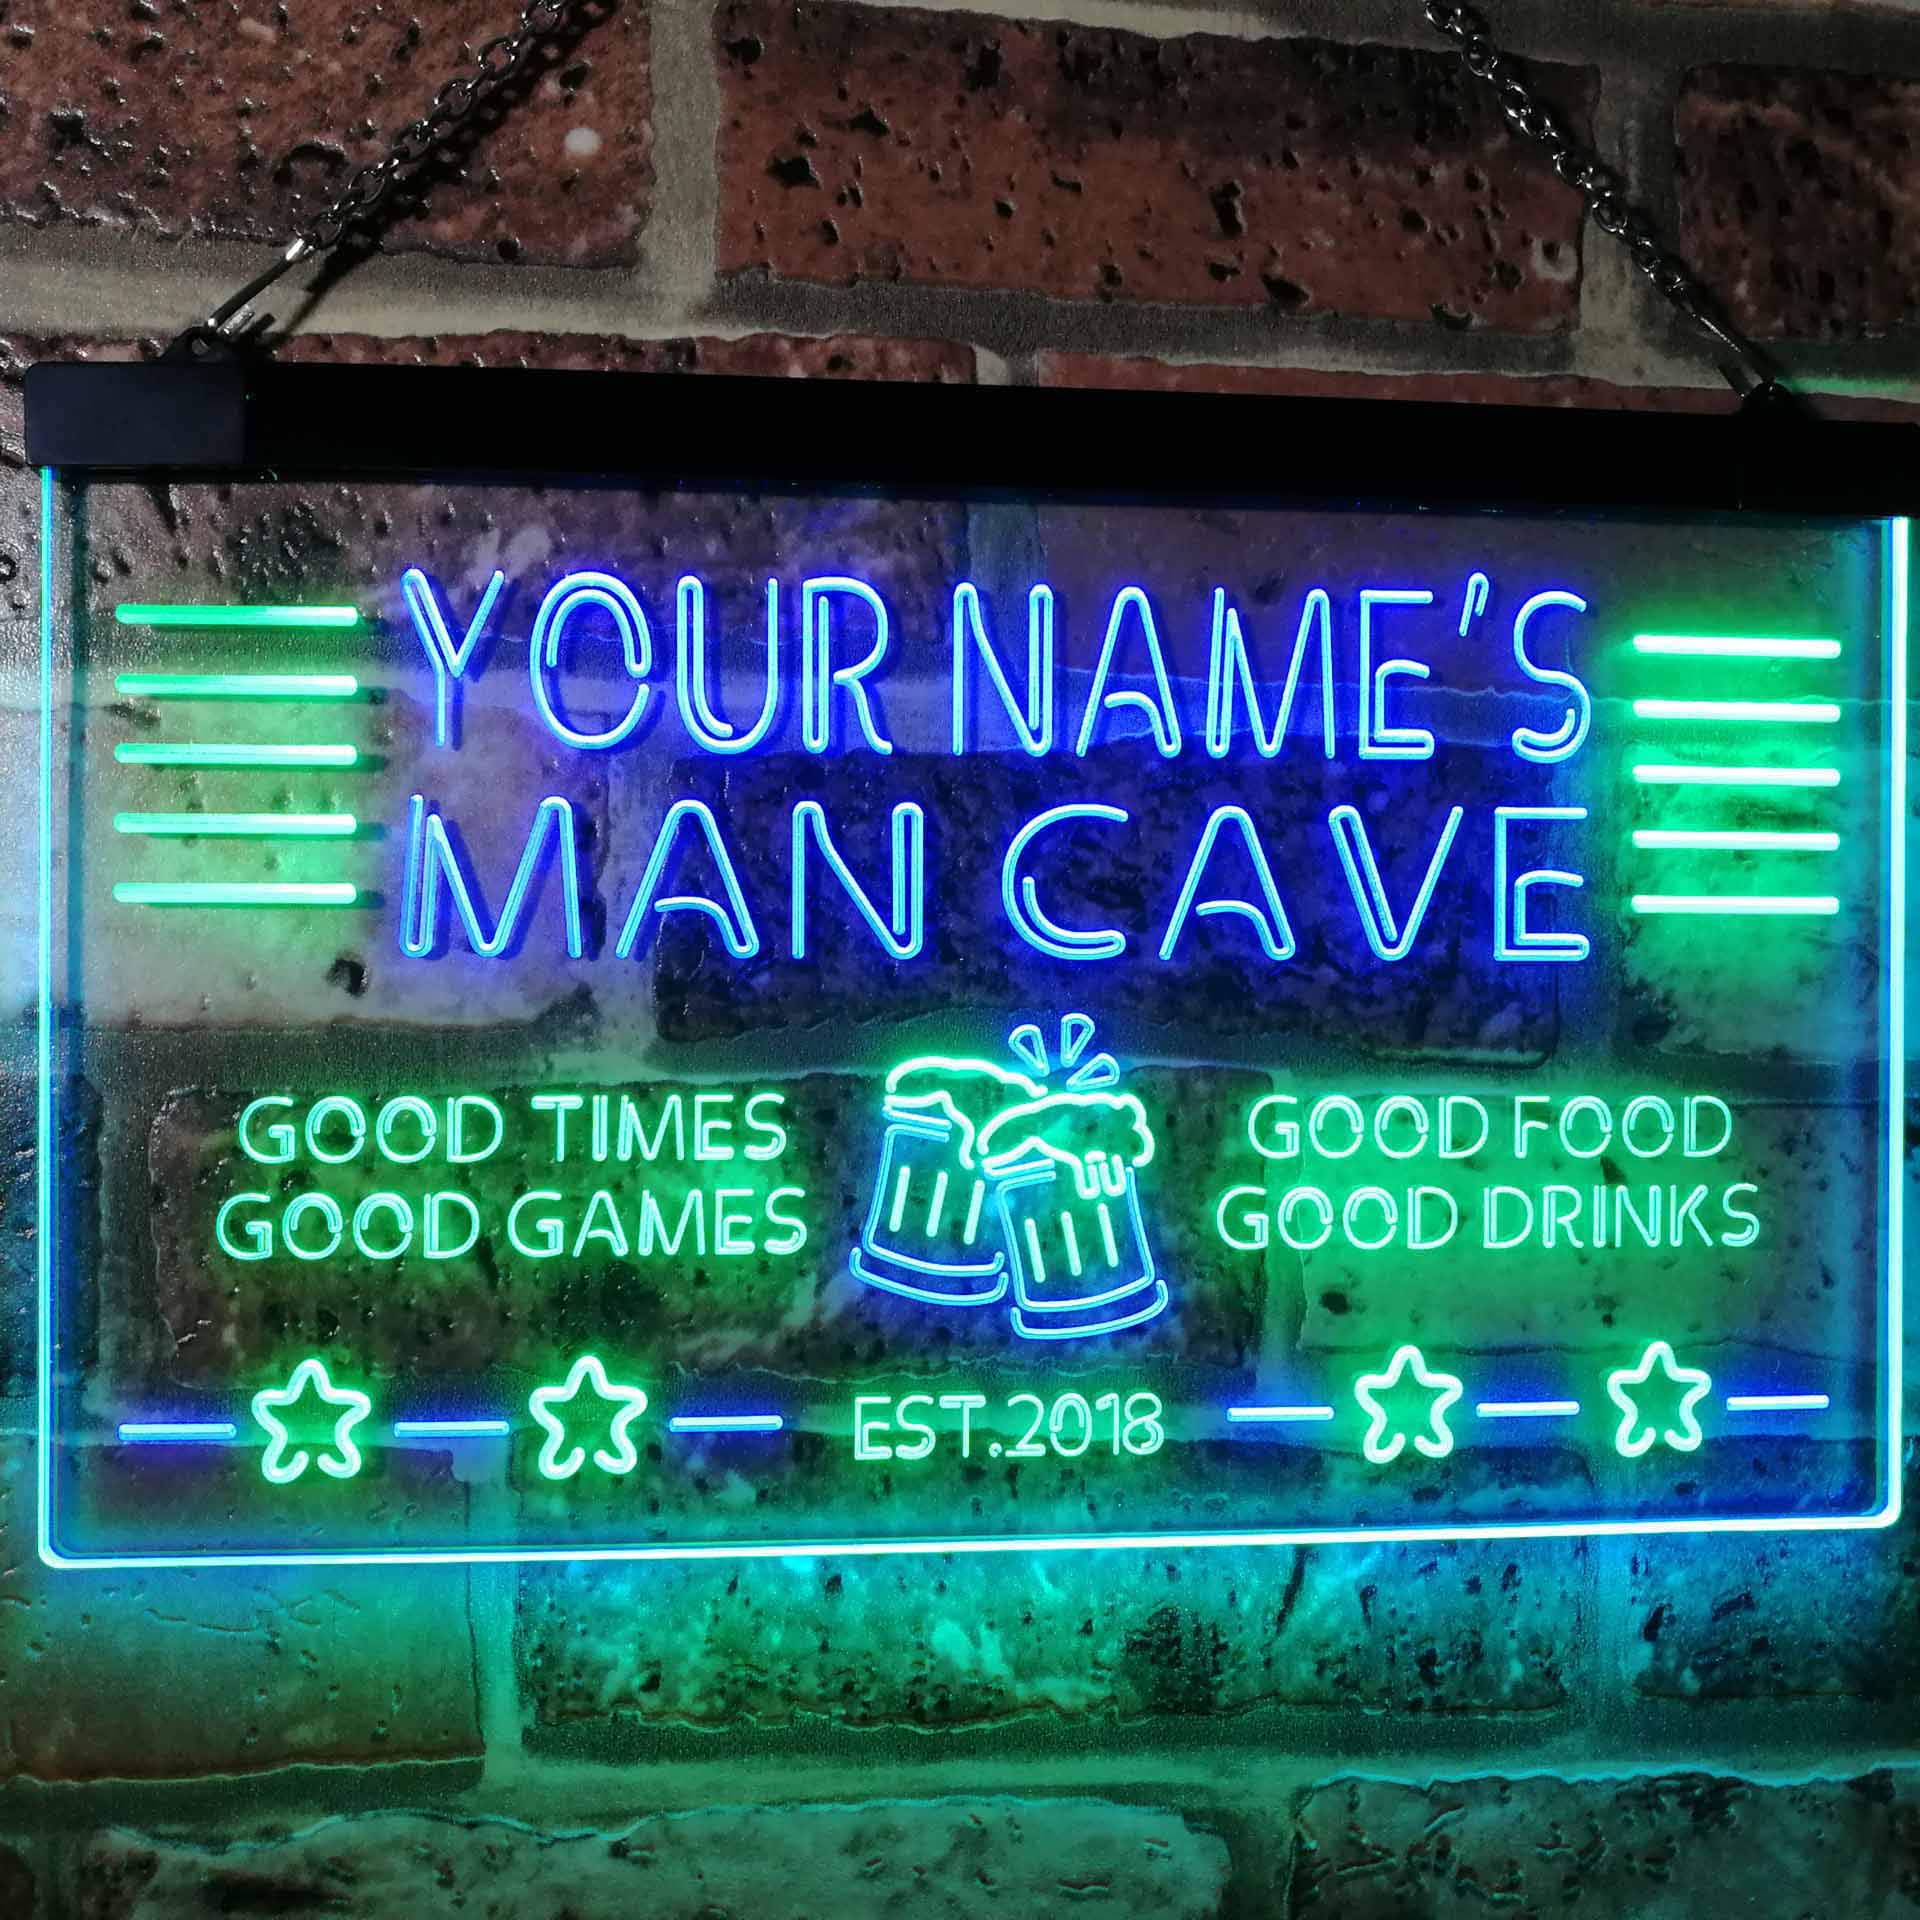 YOUR NAME'S
MAN CAVE
GOOD TIMES
GOOD GAMES
GOOD FOOD
GOOD DRINKS
EST.2018